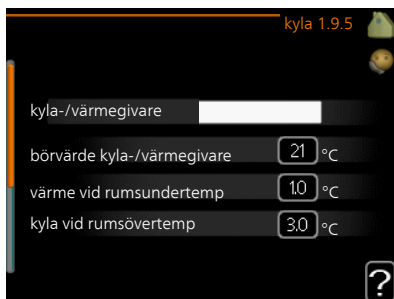 kyla 1.9.5
kyla-/värmegivare
börvärde kyla-/värmegivare 21 °C
värme vid rumsundertemp 1.0 °C
kyla vid rumsövertemp 3.0 °C
?